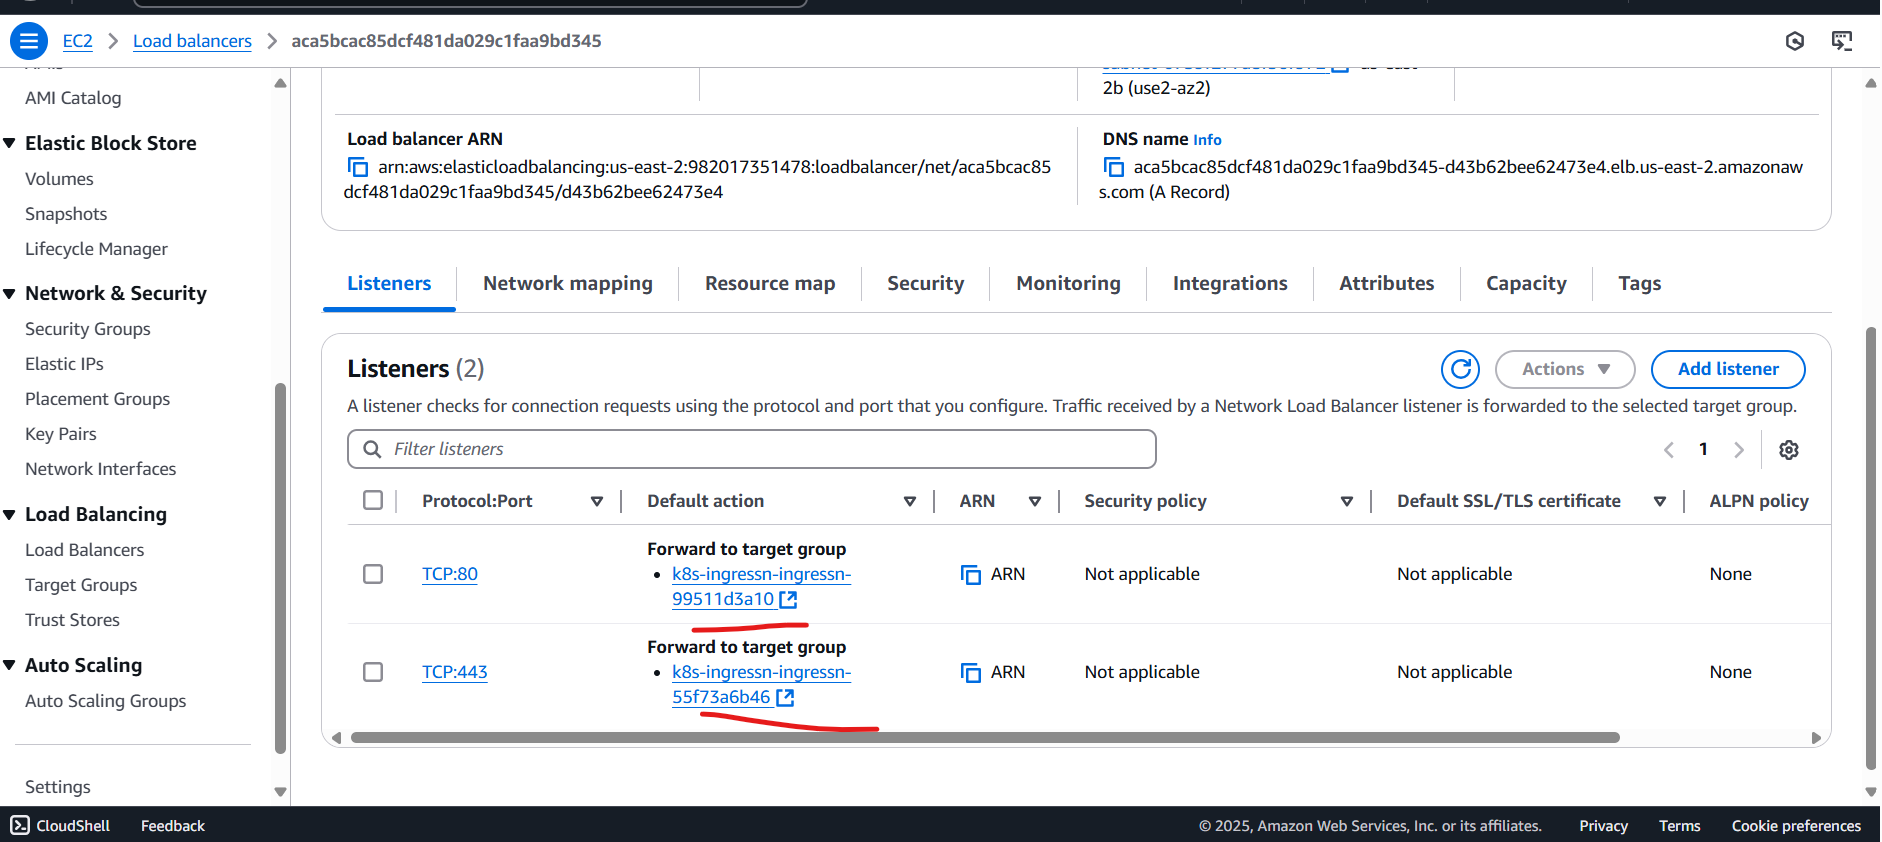 EC2 > Load balancers > aca5bcac85dcf481da029c1faa9bd345
AMI Catalog
Elastic Block Store
Volumes
Snapshots
Lifecycle Manager
Network & Security
Security Groups
Elastic IPs
Placement Groups
Key Pairs
Network Interfaces
Load Balancing
Load Balancers
Target Groups
Trust Stores
Auto Scaling
Auto Scaling Groups
Settings
2b (use2-az2)
Load balancer ARN
arn:aws:elasticloadbalancing:us-east-2:982017351478:loadbalancer/net/aca5bcac85
dcf481da029c1faa9bd345/d43b62bee62473e4
DNS name Info
aca5bcac85dcf481da029c1faa9bd345-d43b62bee62473e4.elb.us-east-2.amazonaw
s.com (A Record)
Listeners Network mapping Resource map Security Monitoring Integrations Attributes Capacity Tags
Listeners (2)
Actions Add listener
A listener checks for connection requests using the protocol and port that you configure. Traffic received by a Network Load Balancer listener is forwarded to the selected target group.
Filter listeners
1
Protocol:Port Default action ARN Security policy Default SSL/TLS certificate ALPN policy
Forward to target group
TCP:80 • k8s-ingressn-ingressn- ARN Not applicable Not applicable None
99511d3a10
Forward to target group
TCP:443 • k8s-ingressn-ingressn- ARN Not applicable Not applicable None
55f73a6b46
CloudShell Feedback © 2025, Amazon Web Services, Inc. or its affiliates. Privacy Terms Cookie preferences